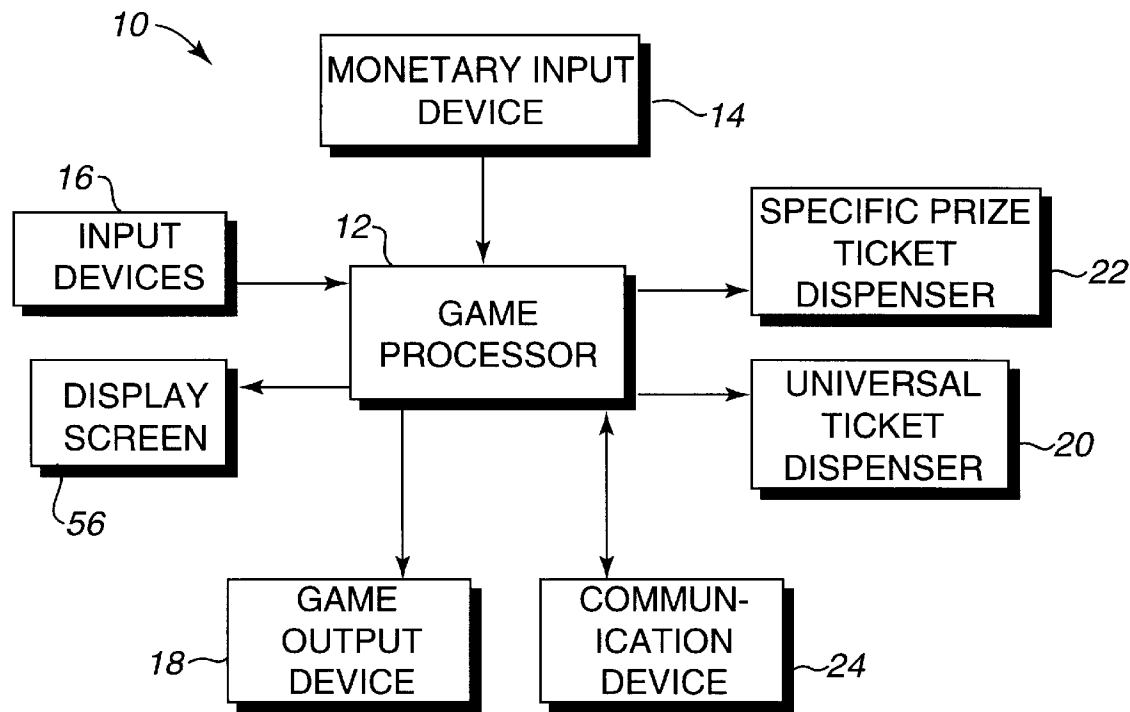 10
MONETARY INPUT
DEVICE
14
16
INPUT
DEVICES
12
GAME
PROCESSOR
SPECIFIC PRIZE
TICKET
DISPENSER
22
DISPLAY
SCREEN
56
UNIVERSAL
TICKET
DISPENSER
20
GAME
OUTPUT
DEVICE
18
COMMUN-
ICATION
DEVICE
24